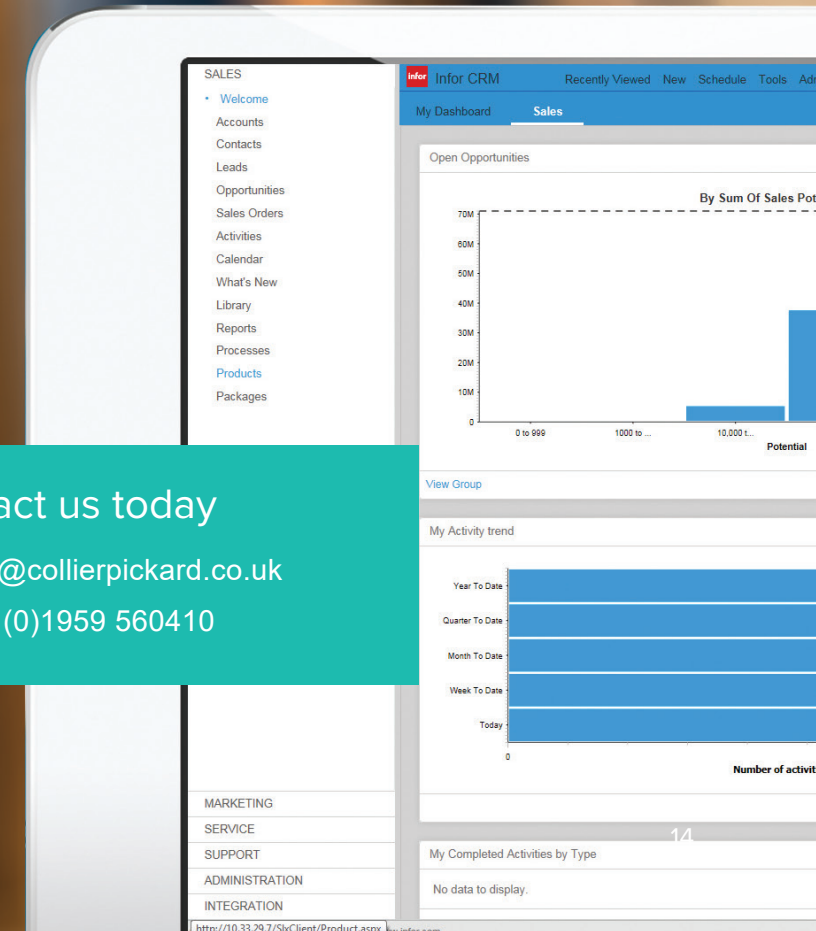 SALES
• Welcome
Accounts
Contacts
Leads
Opportunities
Sales Orders
Activities
Calendar
What's New
Library
Reports
Processes
Products
Packages
infor Infor CRM Recently Viewed New Schedule Tools Adm
My Dashboard Sales
Open Opportunities
By Sum Of Sales Pot
70M
60M
50M
40M
30M
20M
10M
0
0 to 999 1000 to ... 10,000 t...
Potential
View Group
act us today
@collierpickard.co.uk
(0)1959 560410
My Activity trend
Year To Date
Quarter To Date
Month To Date
Week To Date
Today
0
Number of activit
14
My Completed Activities by Type
No data to display.
MARKETING
SERVICE
SUPPORT
ADMINISTRATION
INTEGRATION
http://10.33.29.7/SlxClient/Product.aspx